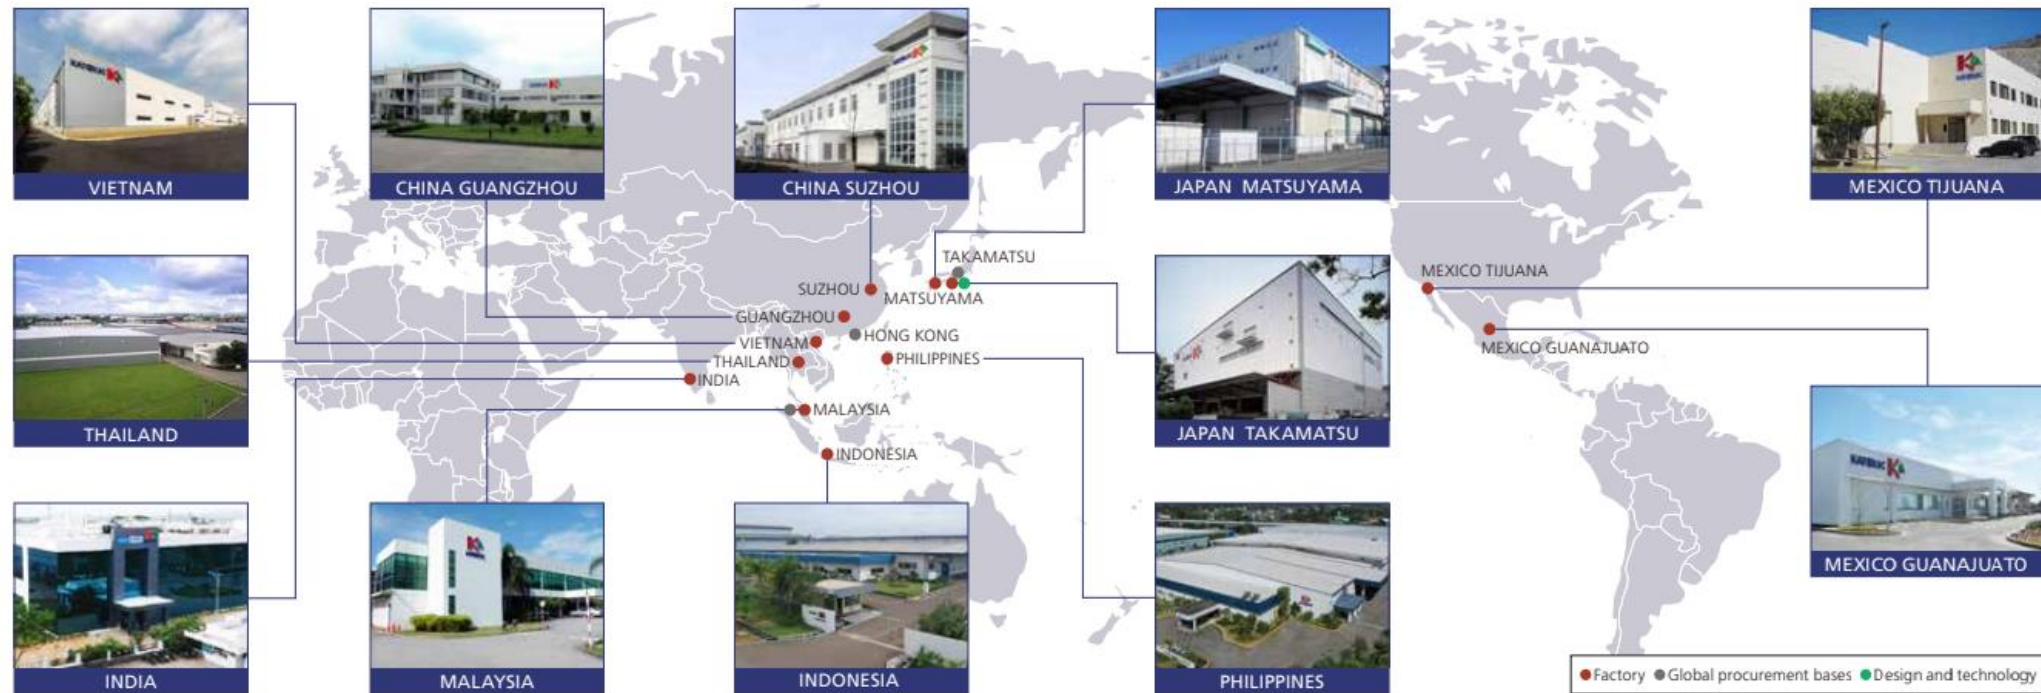 VIETNAM
CHINA GUANGZHOU
CHINA SUZHOU
JAPAN MATSUYAMA
MEXICO TIJUANA
TAKAMATSU
MEXICO TIJUANA
SUZHOU
MATSUYAMA
GUANGZHOU
HONG KONG
VIETNAM
THAILAND
PHILIPPINES
MEXICO GUANAJUATO
INDIA
MALAYSIA
THAILAND
JAPAN TAKAMATSU
INDONESIA
MEXICO GUANAJUATO
INDIA
MALAYSIA
INDONESIA
PHILIPPINES
Factory Global procurement bases Design and technology